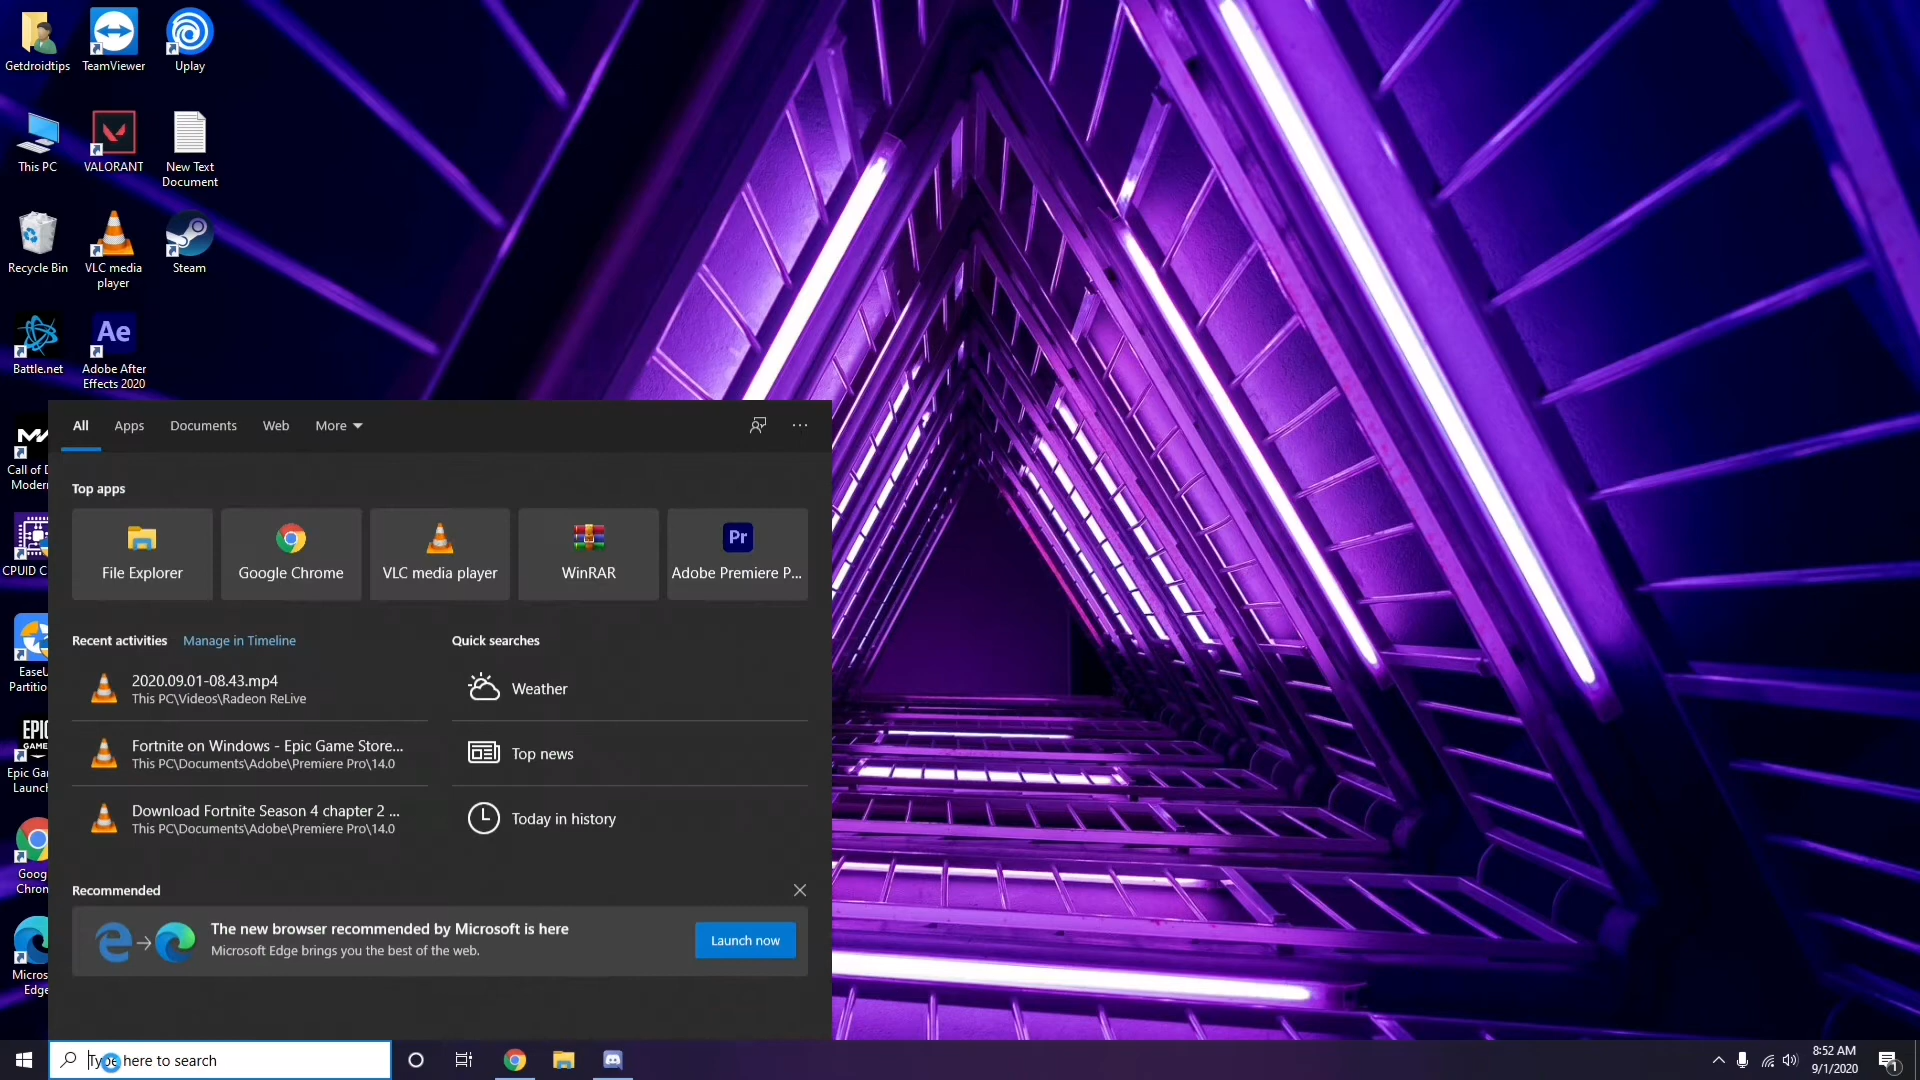 Getdroidtips
TeamViewer
Uplay
This PC
VALORANT
New Text
Document
Recycle Bin
VLC media
player
Steam
Battle.net
Ae
Adobe After
Effects 2020
Call of D
Modern
CPUID C
EaseU
Partitio
EPIC
GAME
Epic Ga
Launch
Goog
Chron
Micros
Edge
All
Apps
Documents
Web
More
Top apps
File Explorer
Google Chrome
VLC media player
WinRAR
Pr
Adobe Premiere P...
Recent activities
Manage in Timeline
2020.09.01-08.43.mp4
This PC\Videos\Radeon ReLive
Fortnite on Windows - Epic Game Store...
This PC\Documents\Adobe\Premiere Pro\14.0
Download Fortnite Season 4 chapter 2 ...
This PC\Documents\Adobe\Premiere Pro\14.0
Quick searches
Weather
Top news
Today in history
Recommended
The new browser recommended by Microsoft is here
Microsoft Edge brings you the best of the web.
Launch now
Type here to search
8:52 AM
9/1/2020
1